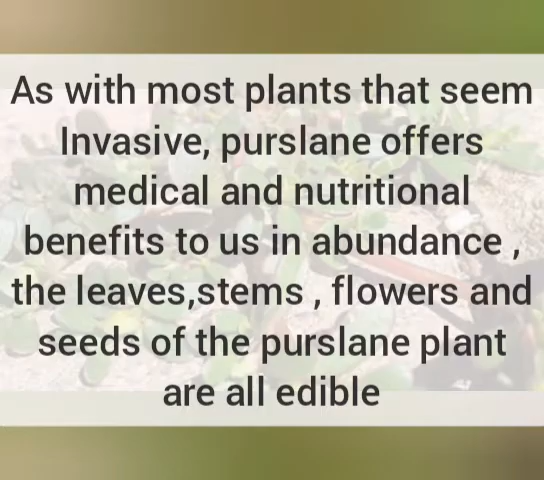 As with most plants that seem
Invasive, purslane offers
medical and nutritional
benefits to us in abundance ,
the leaves,stems , flowers and
seeds of the purslane plant
are all edible